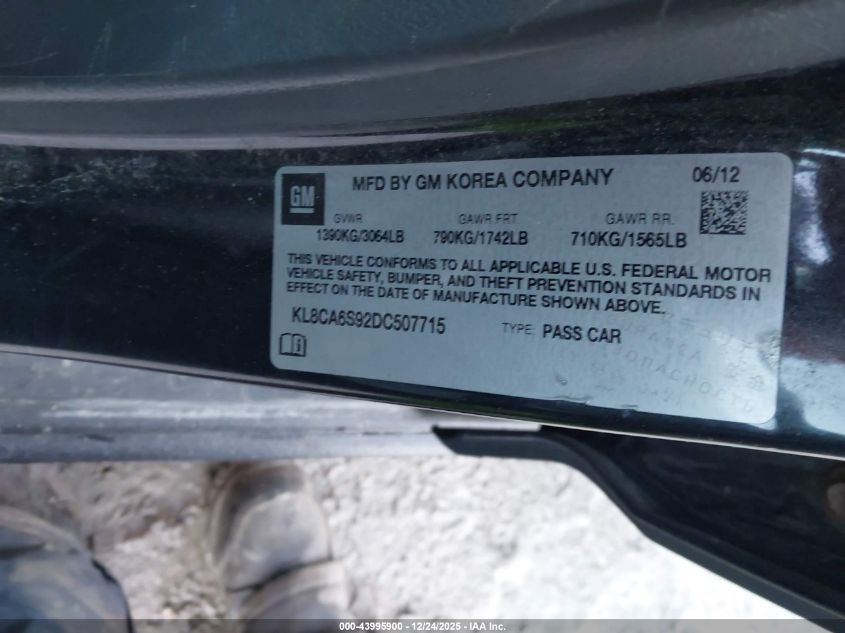 GM
MFD BY GM KOREA COMPANY 06/12
GVWR GAWR FRT GAWR RR.
1390KG/3064LB 790KG/1742LB 710KG/1565LB
THIS VEHICLE CONFORMS TO ALL APPLICABLE U.S. FEDERAL MOTOR
VEHICLE SAFETY, BUMPER, AND THEFT PREVENTION STANDARDS IN
EFFECT ON THE DATE OF MANUFACTURE SHOWN ABOVE.
KL8CA6S92DC507715 TYPE: PASS CAR
000-43995900 - 12/24/2025 - IAA Inc.